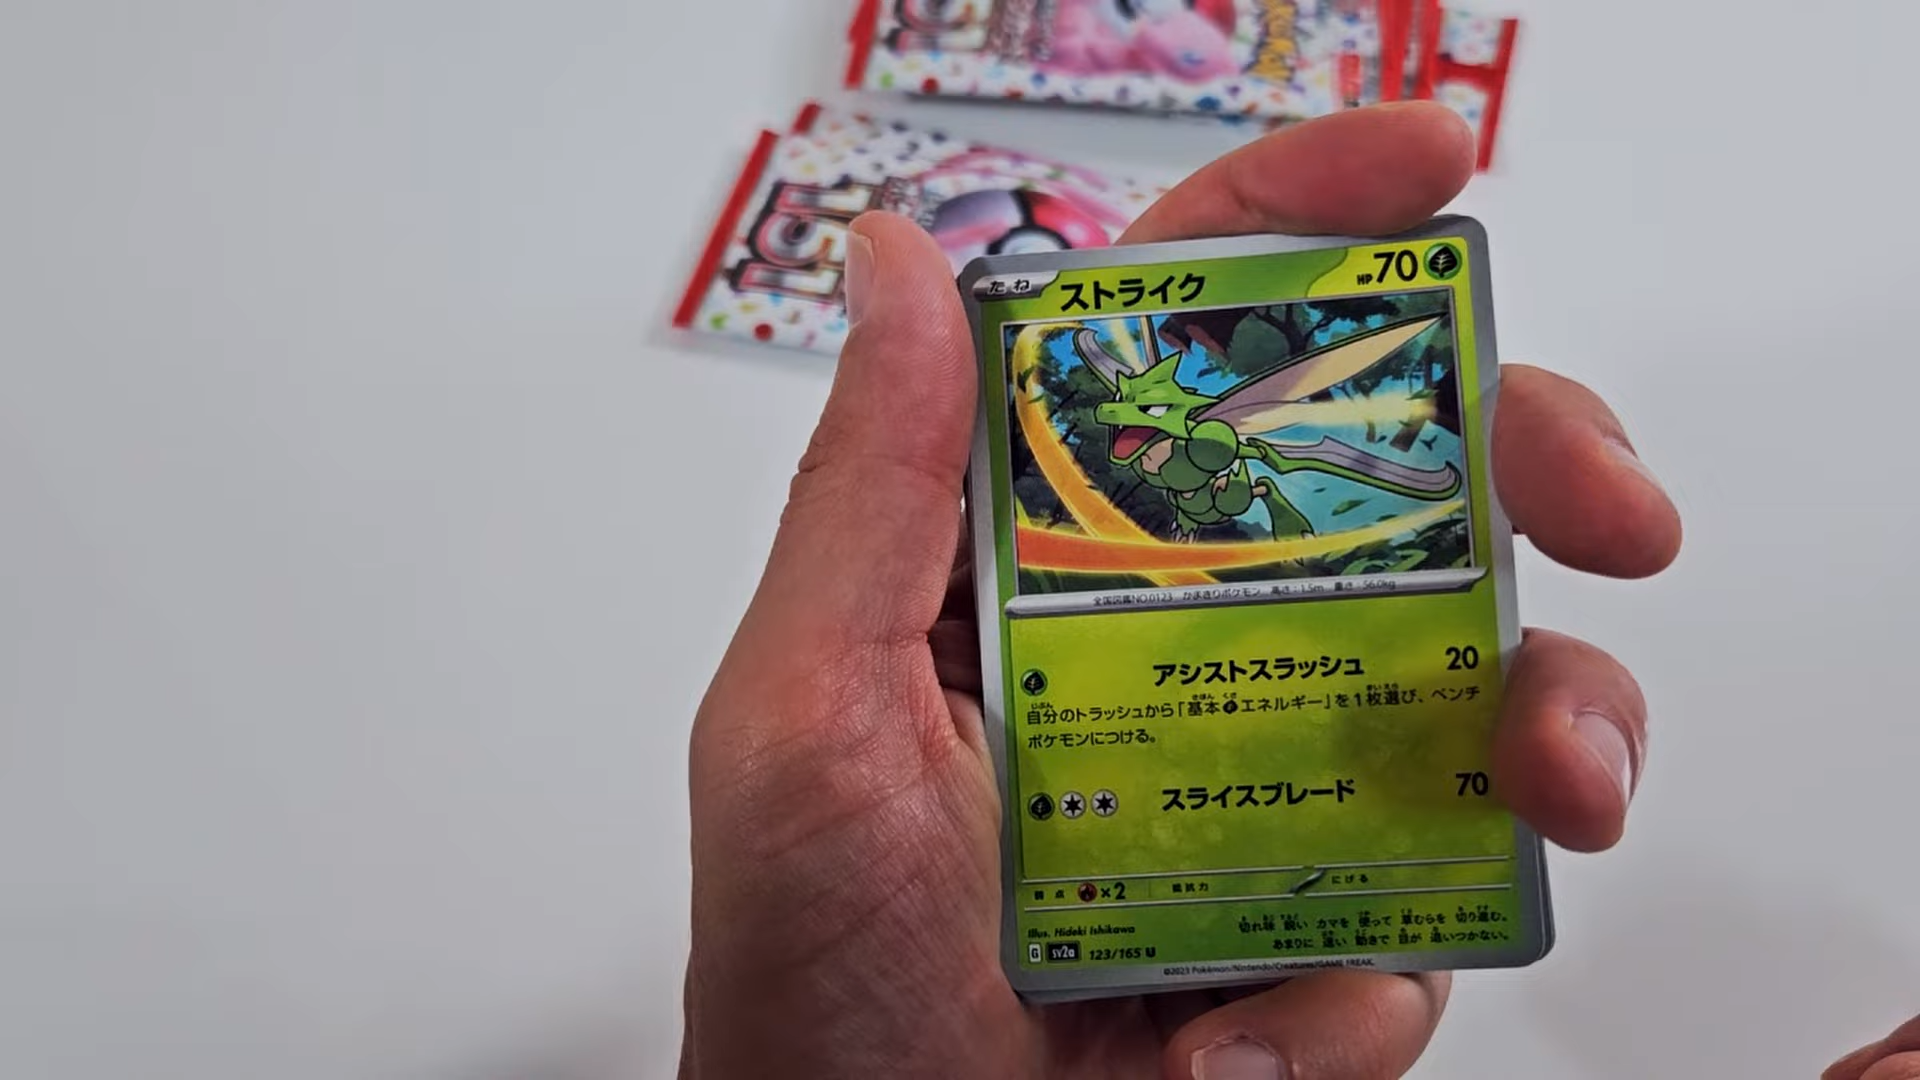 151
151
たね
ストライク
HP70
全国図鑑NO.0123 かまきりポケモン 高さ:1.5m 重さ:56.0kg
アシストスラッシュ 20
自分のトラッシュから「基本エネルギー」を1枚選び、ベンチ
ポケモンにつける。
スライスブレード 70
弱点 ×2 抵抗力 にげる
Illus. Hideki Ishikawa
切れ味 鋭い カマを 使って 草むらを 切り進む。
G sv2a 123/165 U
あまりに 速い 動きで 目が 追いつかない。
©2023 Pokémon/Nintendo/Creatures/GAME FREAK.